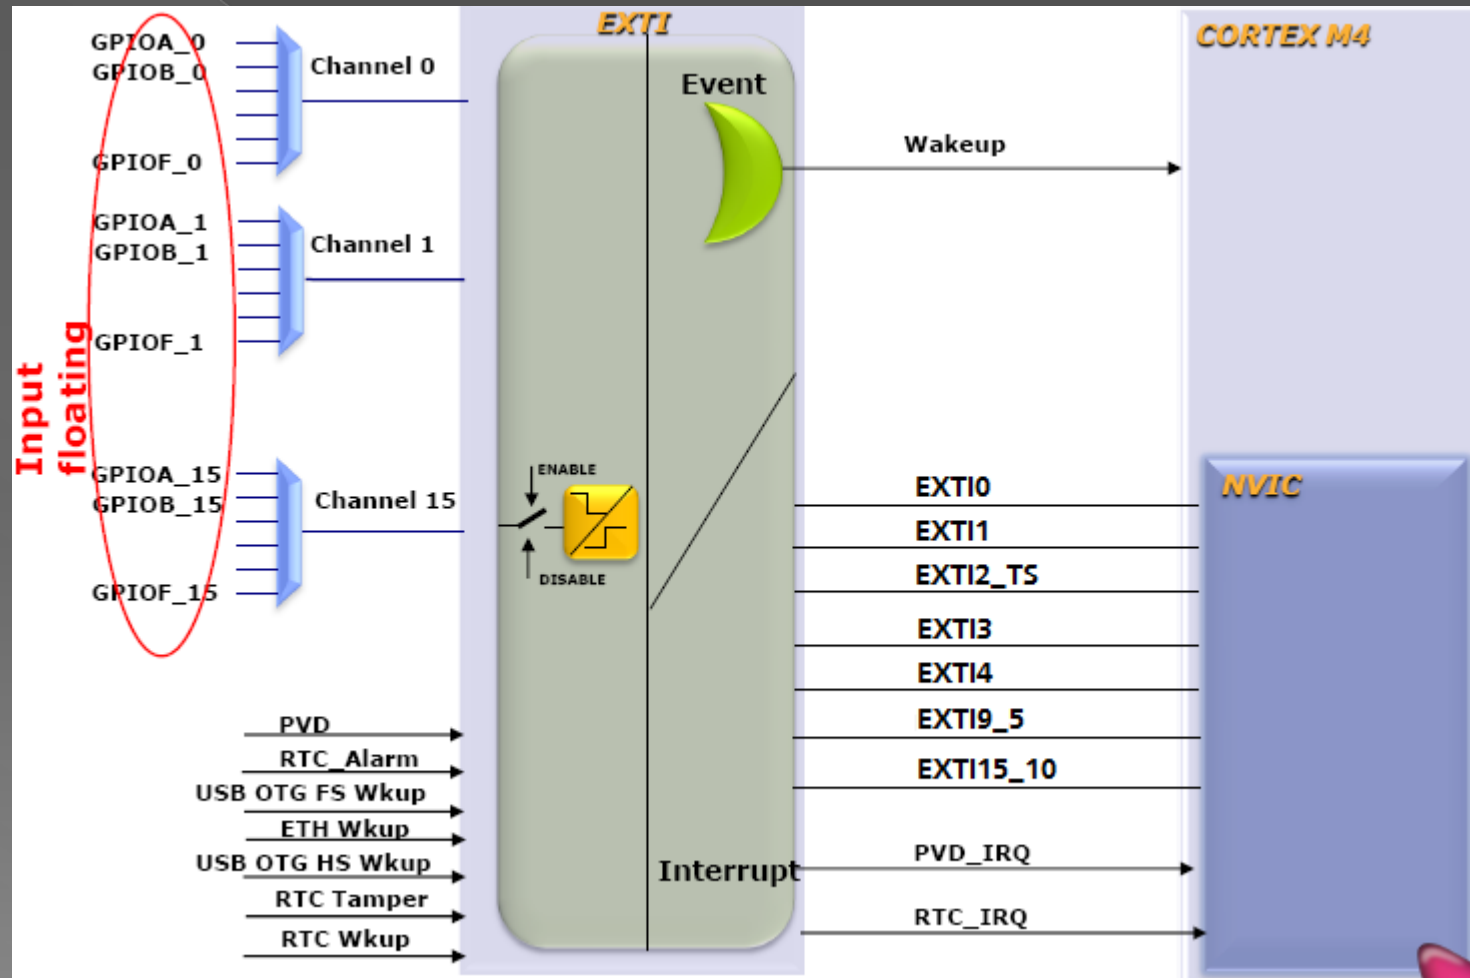 EXTI
CORTEX M4
GPIOA_0
GPIOB_0
GPIOF_0
Channel 0
Event
Wakeup
GPIOA_1
GPIOB_1
GPIOF_1
Channel 1
Input
floating
GPIOA_15
GPIOB_15
GPIOF_15
Channel 15
ENABLE
DISABLE
EXTI0
EXTI1
EXTI2_TS
EXTI3
EXTI4
EXTI9_5
EXTI15_10
NVIC
PVD
RTC_Alarm
USB OTG FS Wkup
ETH Wkup
USB OTG HS Wkup
RTC Tamper
RTC Wkup
Interrupt
PVD_IRQ
RTC_IRQ